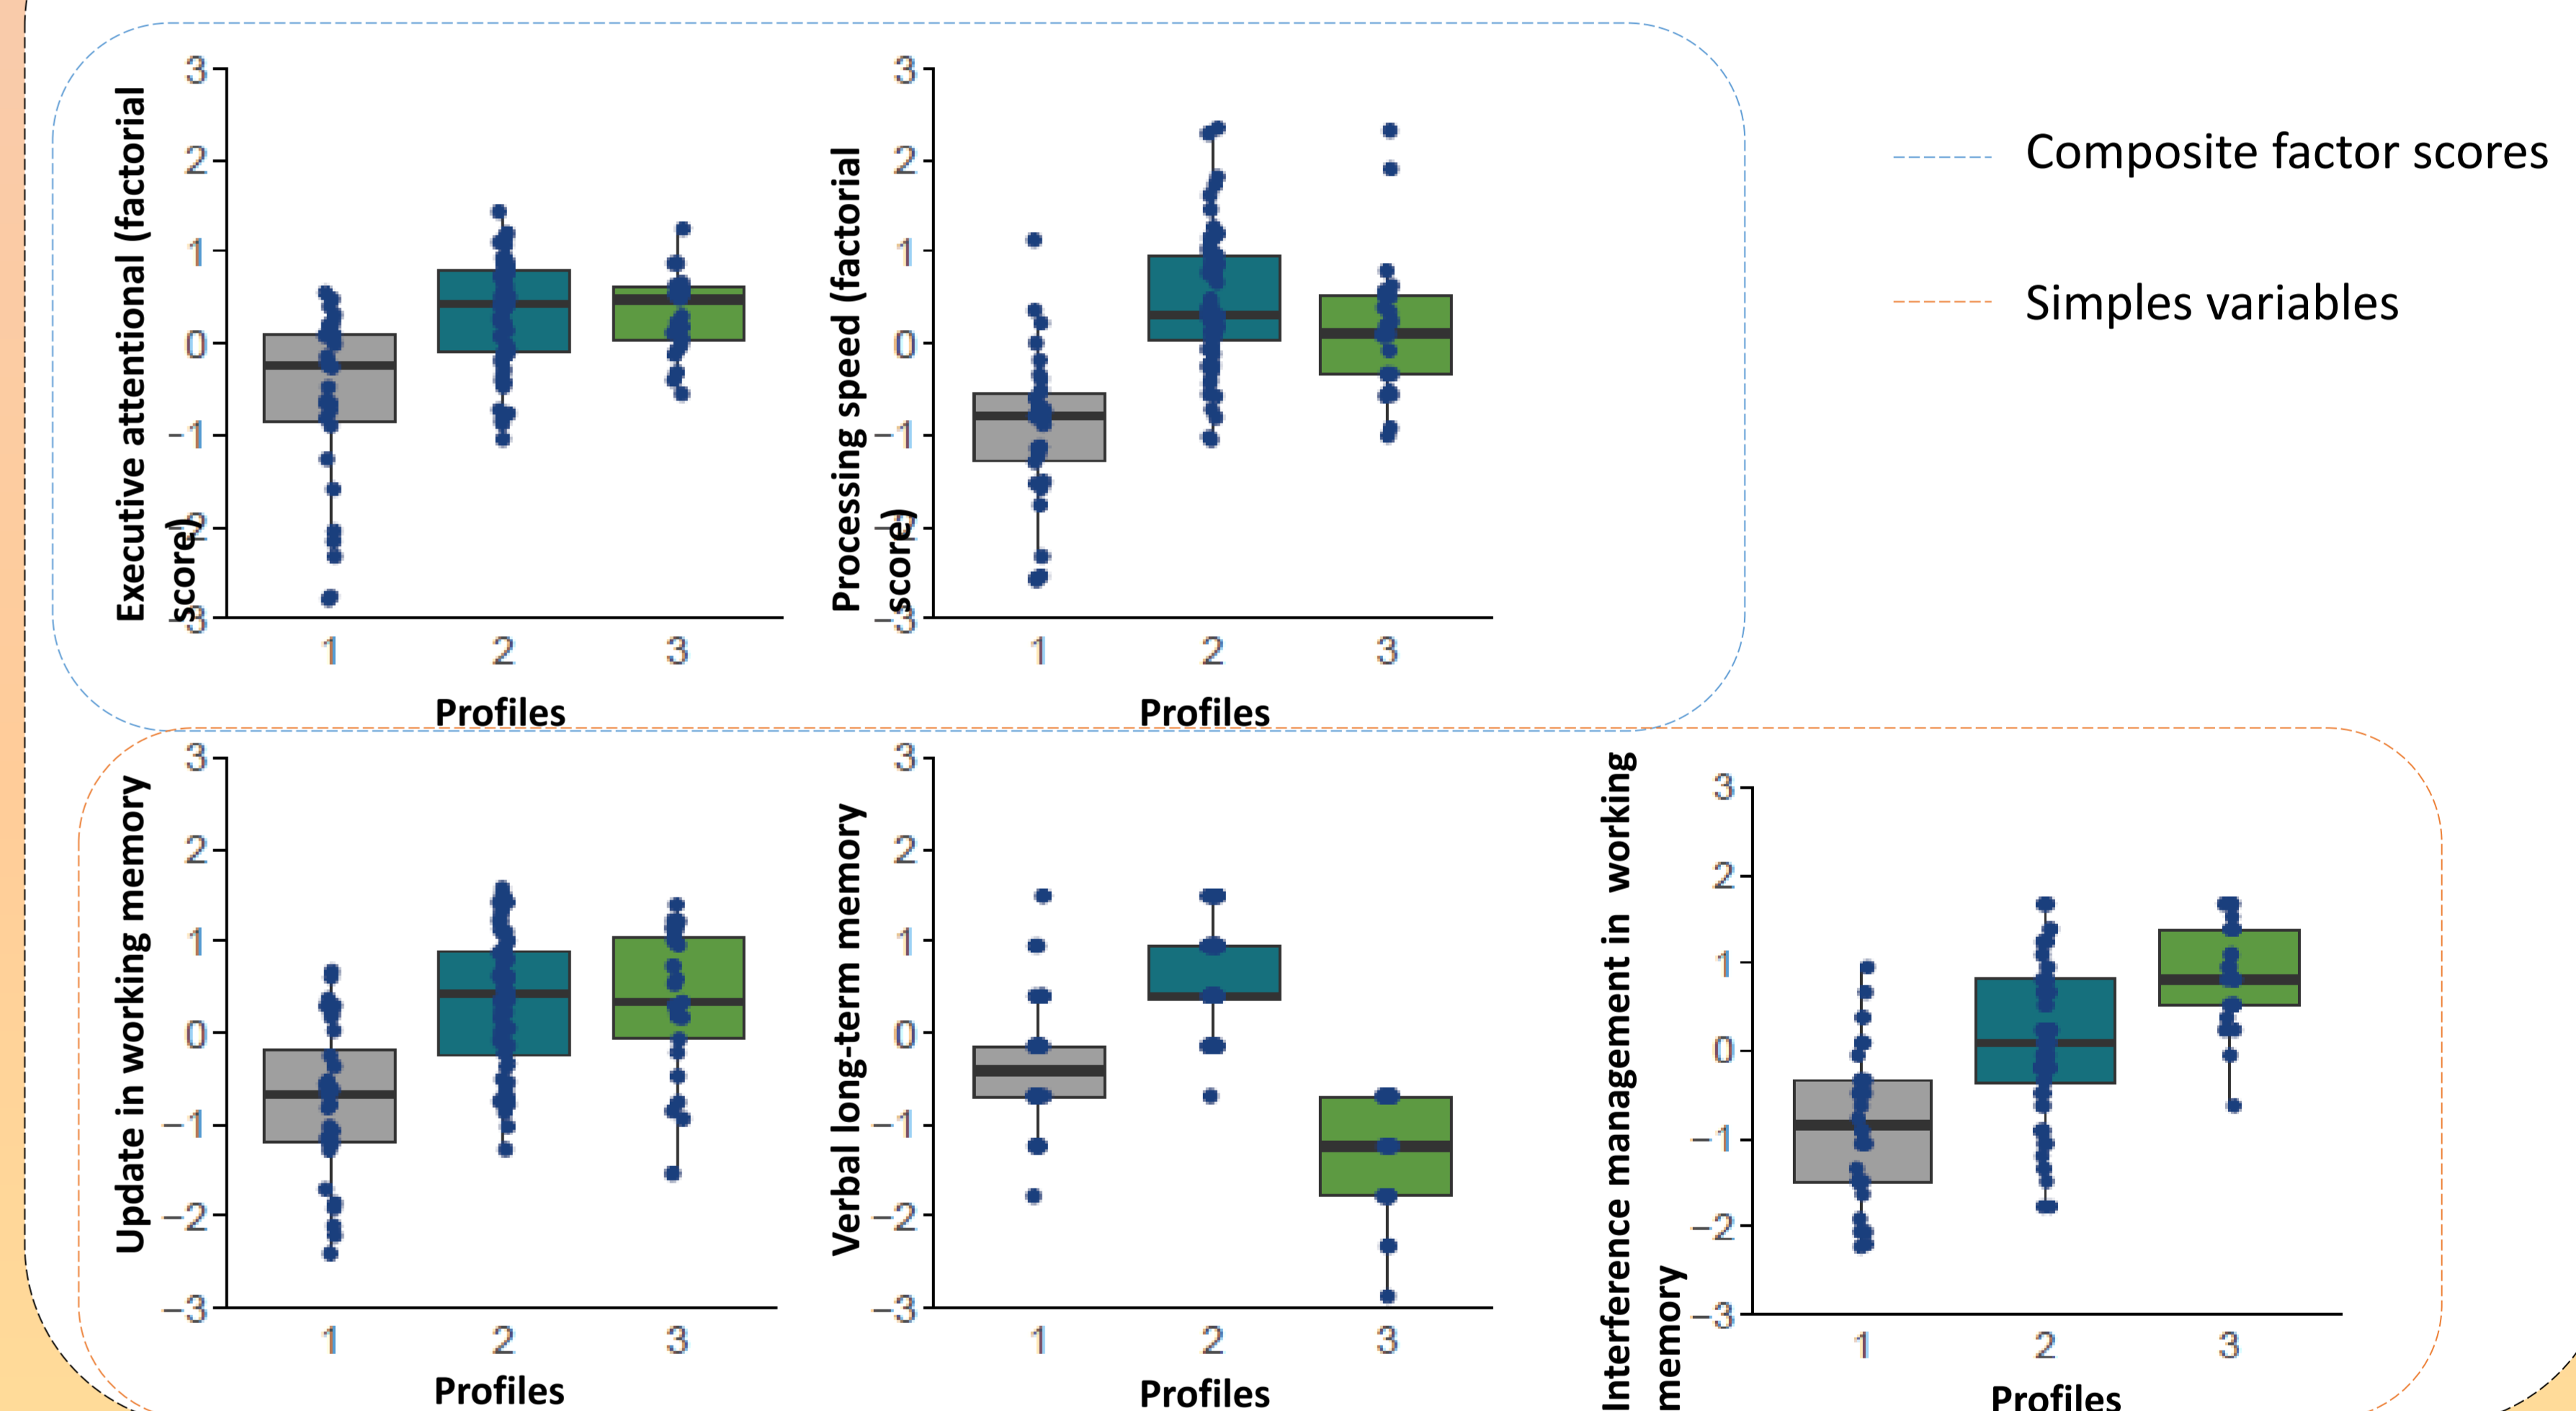 Executive attentional (factorial
score)
3
2
1
0
−1
−2
−3
1 2 3
Profiles
Processing speed (factorial
score)
3
2
1
0
−1
−2
−3
1 2 3
Profiles
Composite factor scores
Simples variables
Update in working memory
3
2
1
0
−1
−2
−3
1 2 3
Profiles
Verbal long-term memory
3
2
1
0
−1
−2
−3
1 2 3
Profiles
Interference management in working
memory
3
2
1
0
−1
−2
−3
1 2 3
Profiles